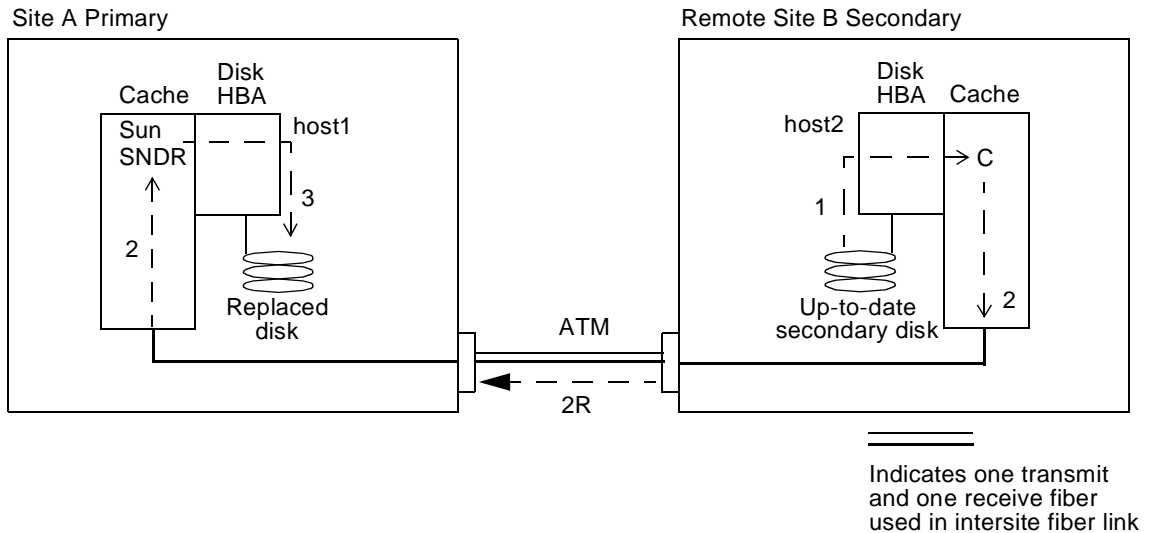 Site A Primary
Remote Site B Secondary
Disk
HBA
Cache
Sun
SNDR
host1
3
2
Replaced
disk
ATM
2R
Disk
HBA
Cache
host2
C
1
2
Up-to-date
secondary disk
Indicates one transmit
and one receive fiber
used in intersite fiber link